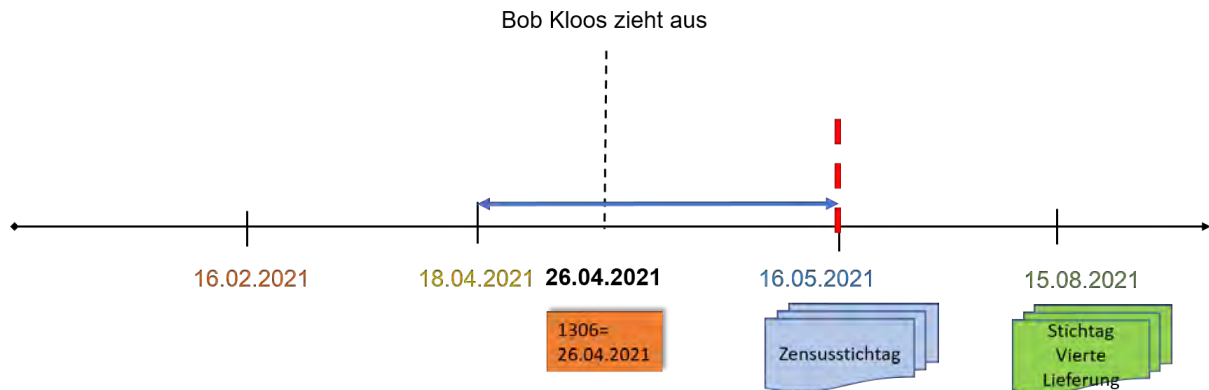 Bob Kloos zieht aus
16.02.2021
18.04.2021
26.04.2021
16.05.2021
15.08.2021
1306=
26.04.2021
Zensusstichtag
Stichtag
Vierte
Lieferung